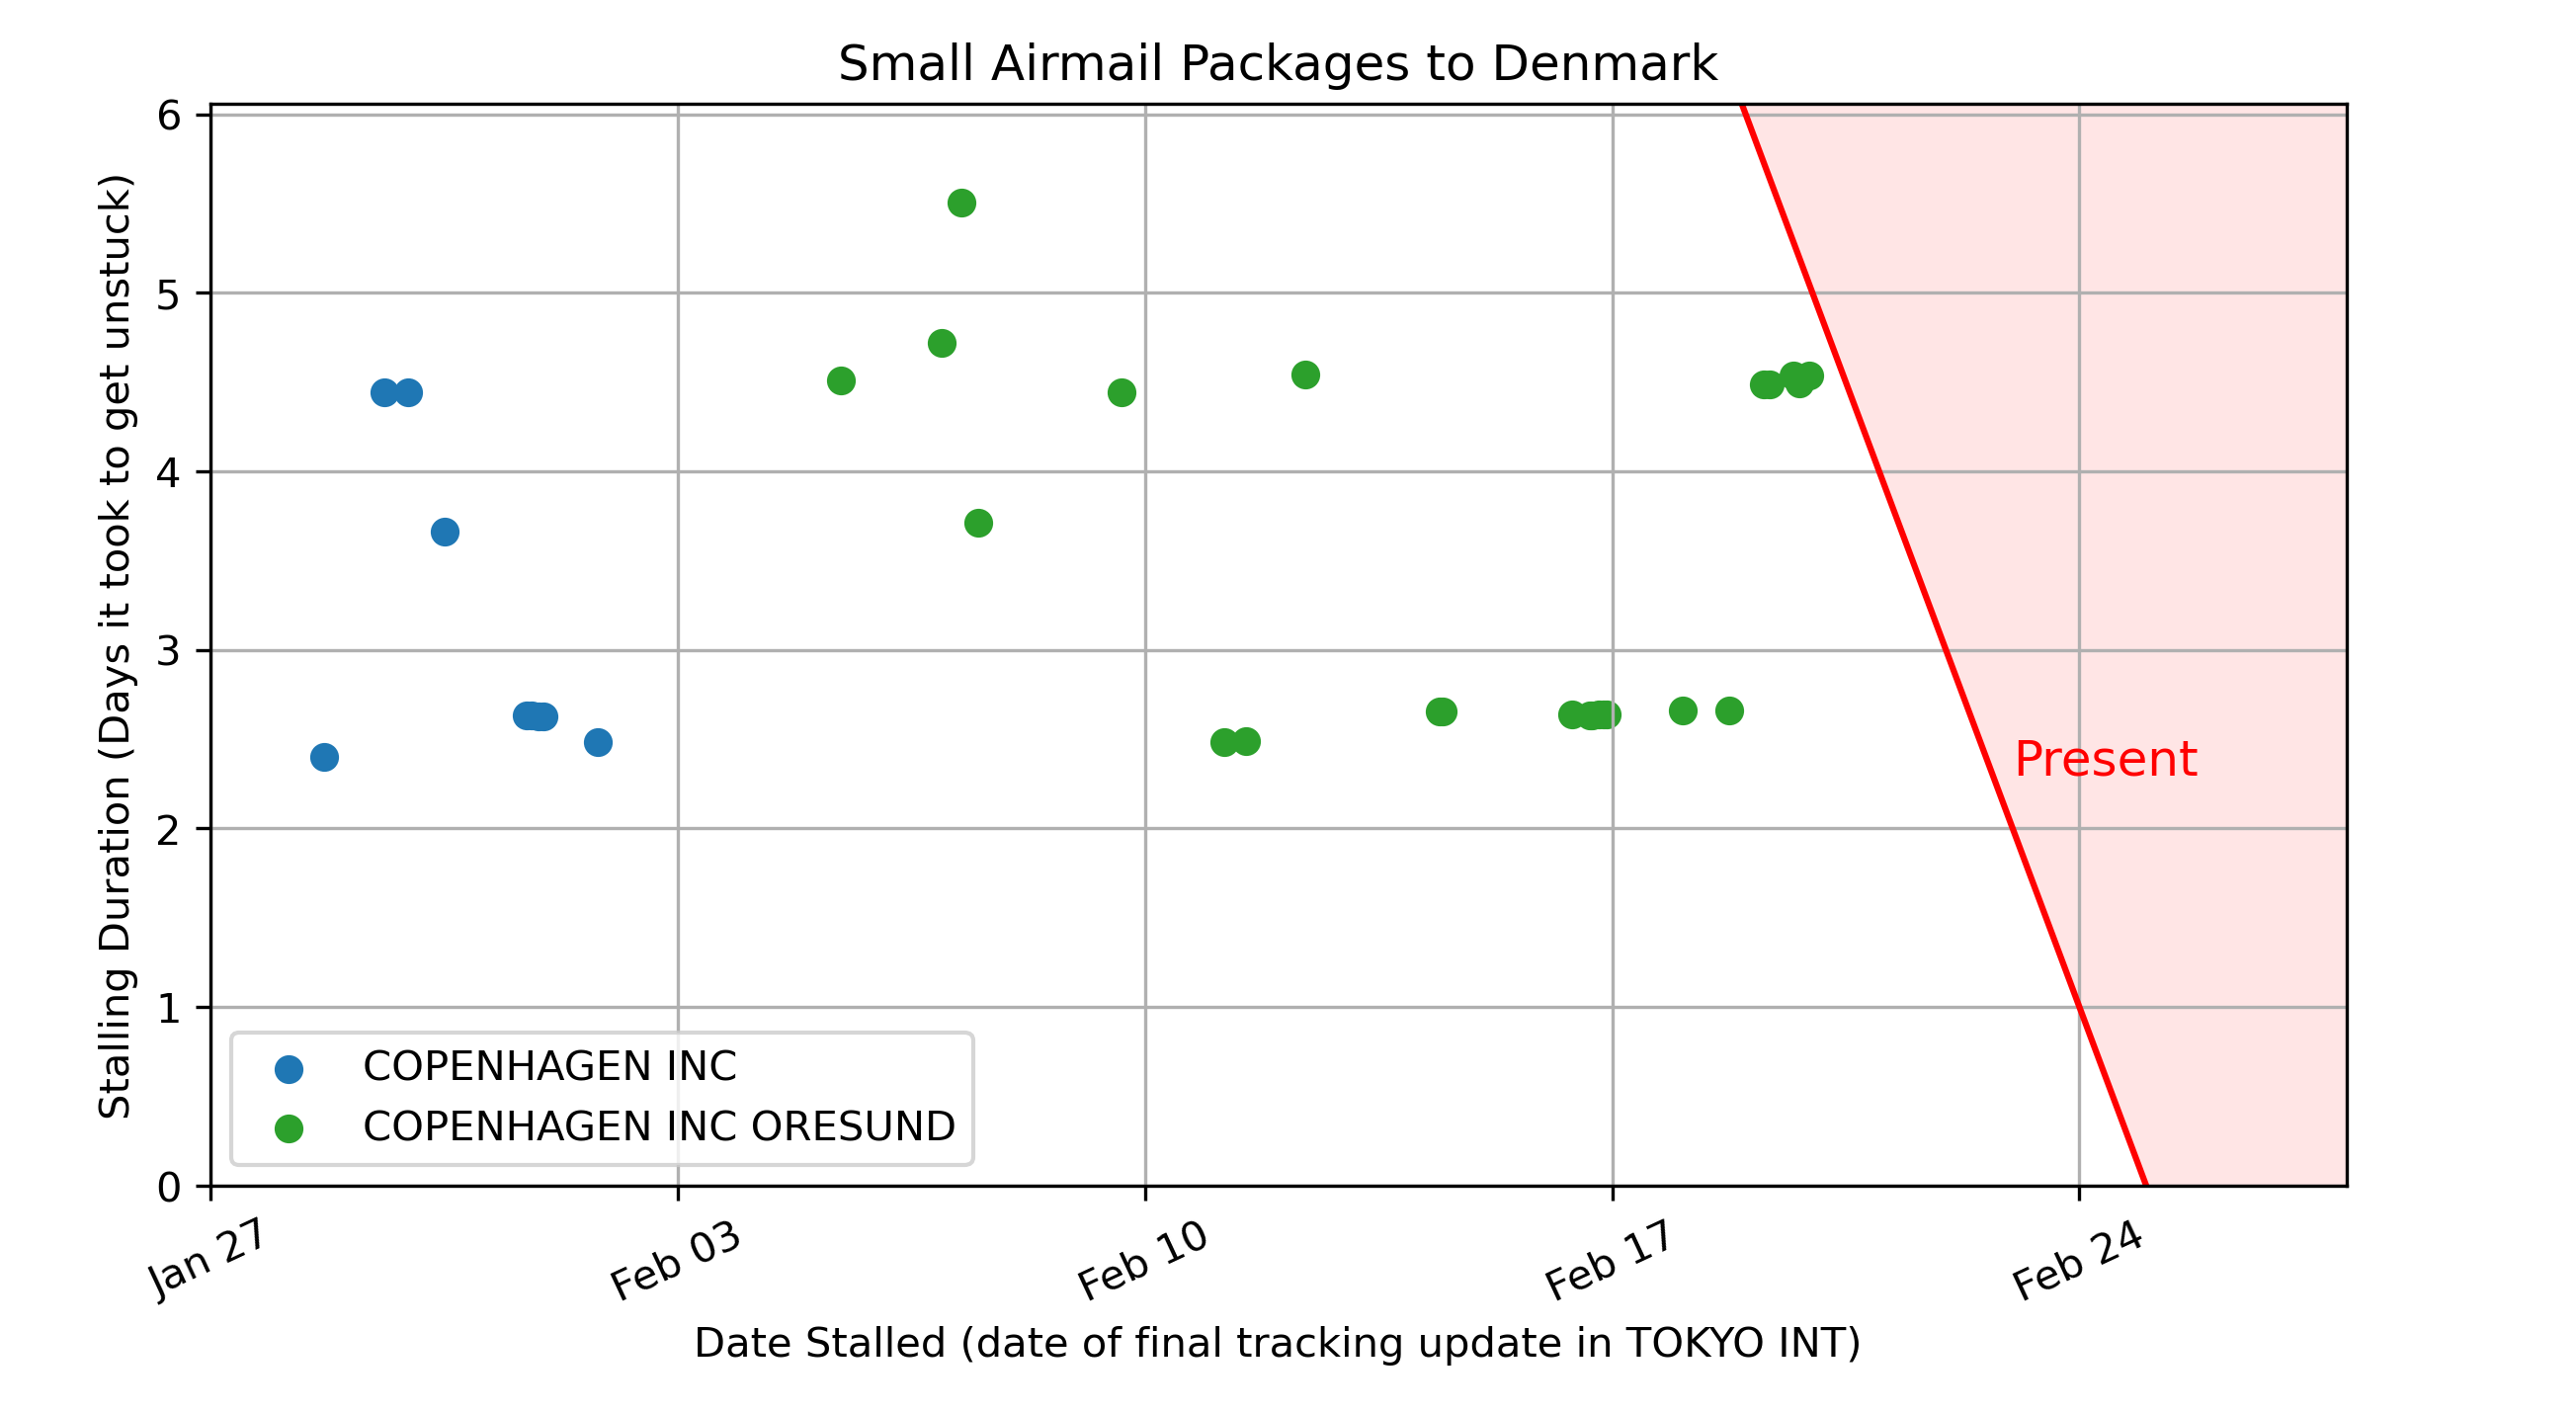 Small Airmail Packages to Denmark
Stalling Duration (Days it took to get unstuck)
6
5
4
3
2
1
0
Present
COPENHAGEN INC
COPENHAGEN INC ORESUND
Jan 27
Feb 03
Feb 10
Feb 17
Feb 24
Date Stalled (date of final tracking update in TOKYO INT)